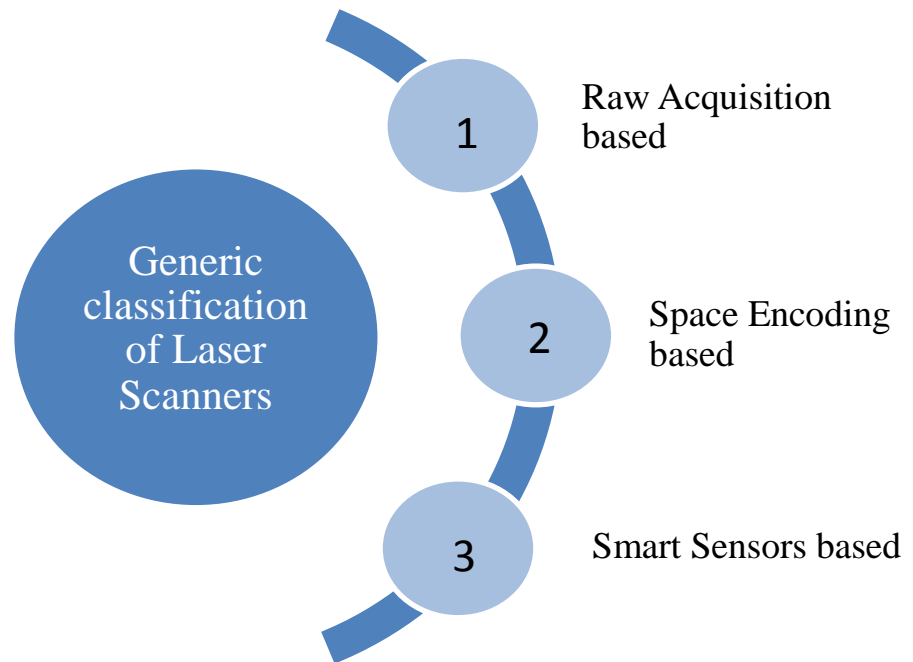 Generic
classification
of Laser
Scanners
1
Raw Acquisition
based
2
Space Encoding
based
3
Smart Sensors based